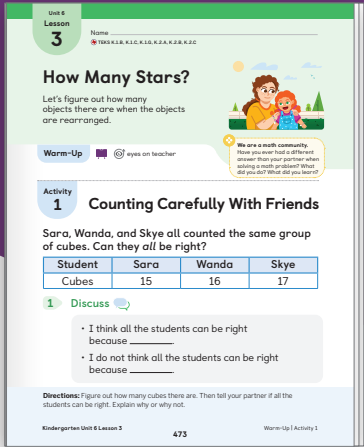 Unit 6
Lesson
3
Name
TEKS K.1.B, K.1.C, K.1.G, K.2.A, K.2.B, K.2.C
How Many Stars?
Let's figure out how many
objects there are when the objects
are rearranged.
Warm-Up
eyes on teacher
We are a math community.
Have you ever had a different
answer than your partner when
solving a math problem? What
did you do? What did you learn?
Activity
1
Counting Carefully With Friends
Sara, Wanda, and Skye all counted the same group
of cubes. Can they all be right?
Student Sara Wanda Skye
Cubes 15 16 17
1 Discuss
• I think all the students can be right
because ________.
• I do not think all the students can be right
because ________.
Directions: Figure out how many cubes there are. Then tell your partner if all the
students can be right. Explain why or why not.
Kindergarten Unit 6 Lesson 3
473
Warm-Up | Activity 1